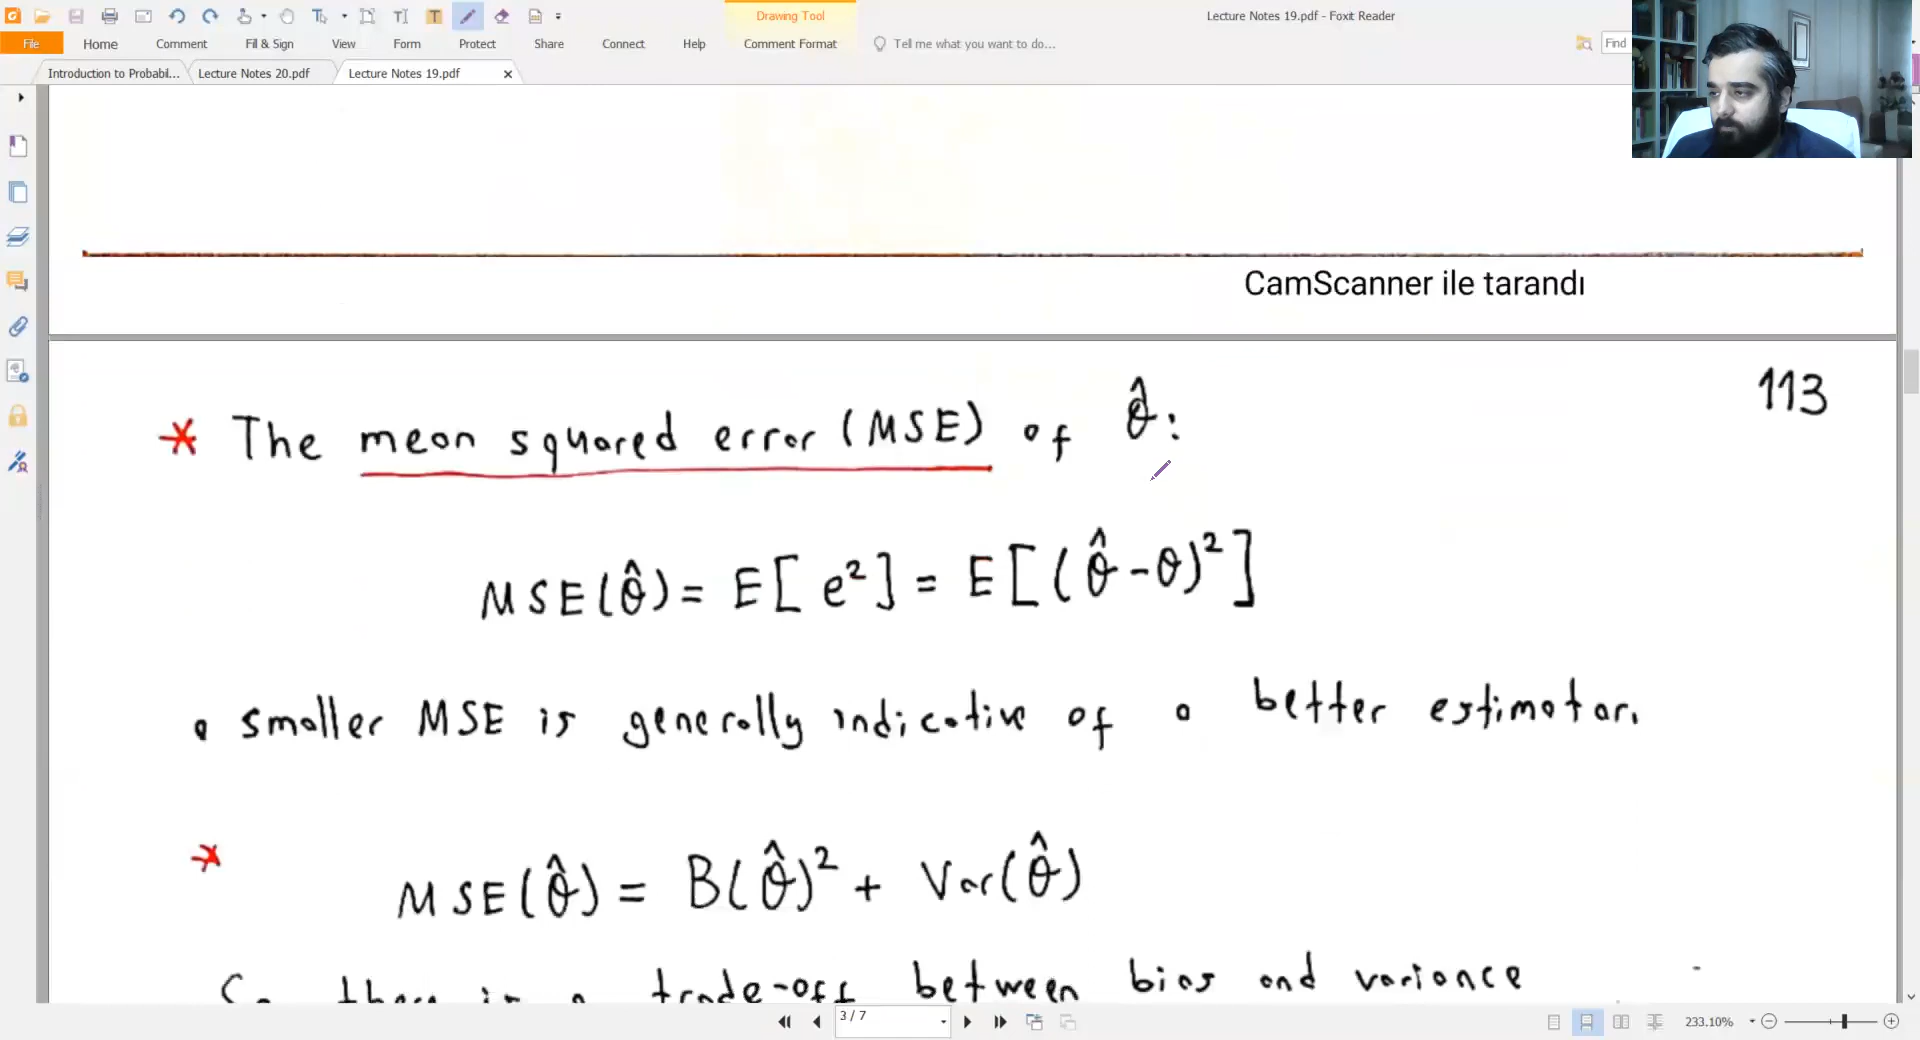 Lecture Notes 19.pdf - Foxit Reader
Drawing Tool
File Home Comment Fill & Sign View Form Protect Share Connect Help Comment Format Tell me what you want to do... Find
Introduction to Probabil... Lecture Notes 20.pdf Lecture Notes 19.pdf
CamScanner ile tarandı
113
* The mean squared error (MSE) of θ̂:
MSE(θ̂) = E[e²] = E[(θ̂-θ)²]
a smaller MSE is generally indicative of a better estimator.
* MSE(θ̂) = B(θ̂)² + Var(θ̂)
So there is a trade-off between bias and variance
3 / 7
233.10%